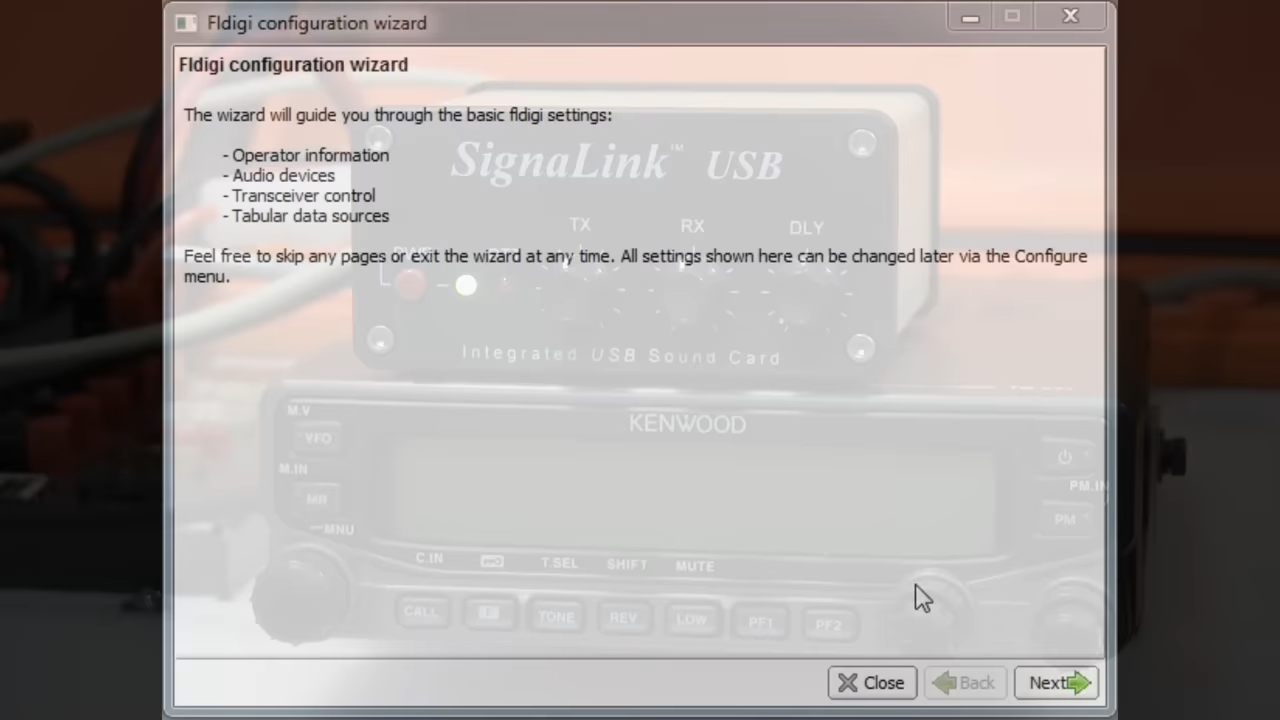 Fldigi configuration wizard
Fldigi configuration wizard
The wizard will guide you through the basic fldigi settings:
- Operator information
- Audio devices
- Transceiver control
- Tabular data sources
Feel free to skip any pages or exit the wizard at any time. All settings shown here can be changed later via the Configure
menu.
SignaLink™ USB
TX RX DLY
PWR
Integrated USB Sound Card
KENWOOD
M.V
VFO
M.IN
MR
MNU
PM.IN
PM
C.IN T.SEL SHIFT MUTE
CALL F TONE REV LOW PF1 PF2
Close Back Next